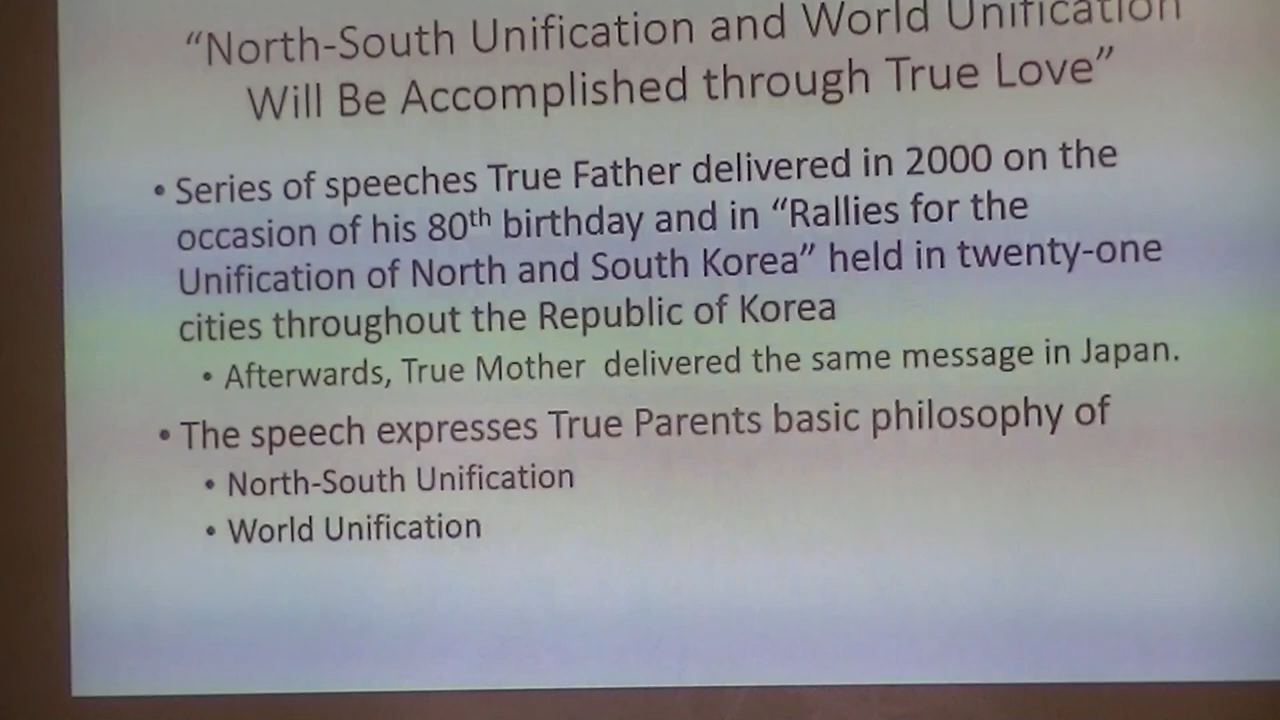 “North-South Unification and World Unification
Will Be Accomplished through True Love”
• Series of speeches True Father delivered in 2000 on the
occasion of his 80th birthday and in “Rallies for the
Unification of North and South Korea” held in twenty-one
cities throughout the Republic of Korea
• Afterwards, True Mother delivered the same message in Japan.
• The speech expresses True Parents basic philosophy of
• North-South Unification
• World Unification